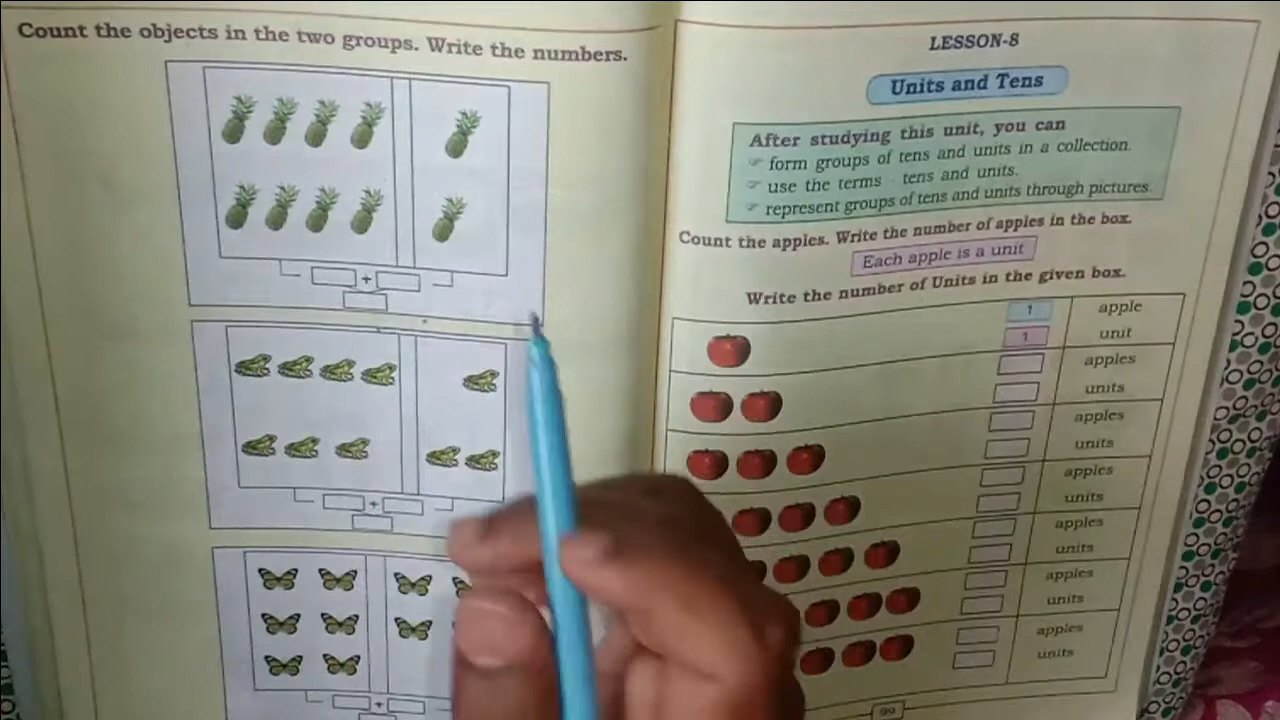 Count the objects in the two groups. Write the numbers.
+
+
+
LESSON-8
Units and Tens
After studying this unit, you can
☞ form groups of tens and units in a collection.
☞ use the terms - tens and units.
☞ represent groups of tens and units through pictures.
Count the apples. Write the number of apples in the box.
Each apple is a unit
Write the number of Units in the given box.
1 apple
1 unit
apples
units
apples
units
apples
units
apples
units
apples
units
apples
units
99